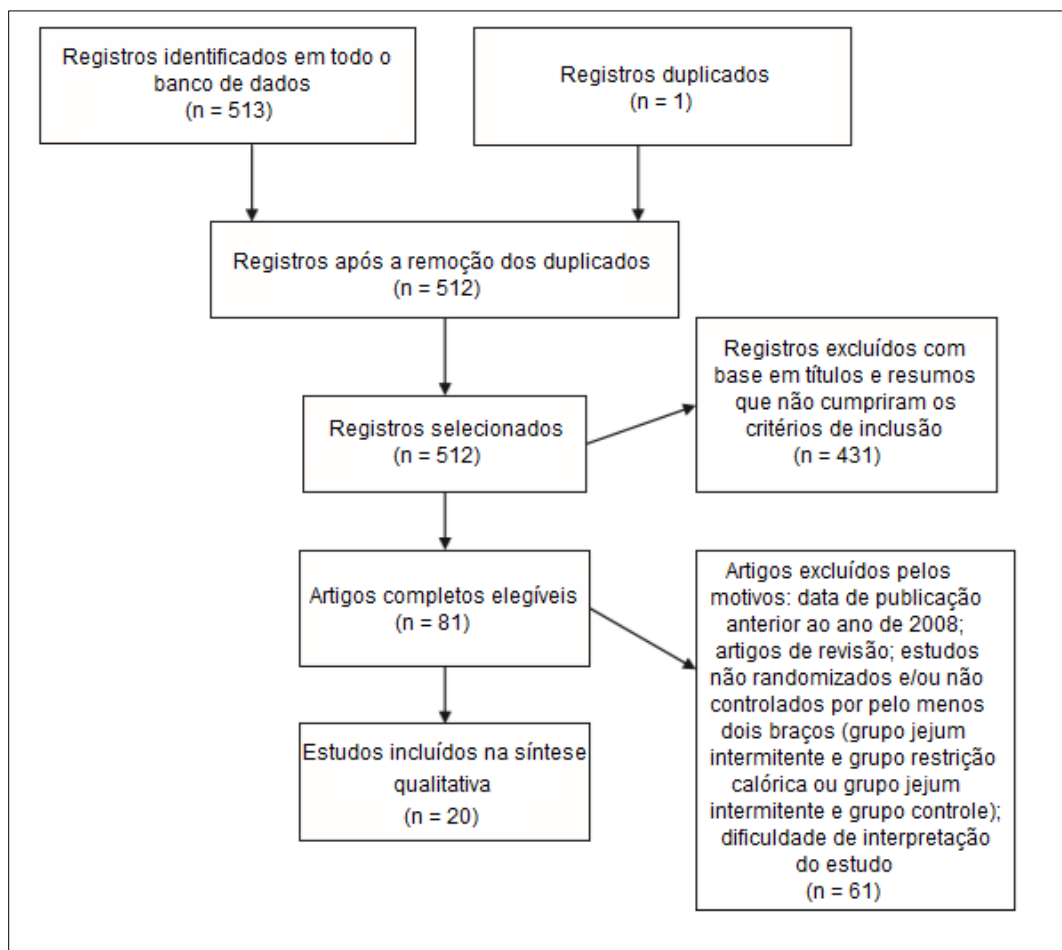 Registros identificados em todo o
banco de dados
(n = 513)
Registros duplicados
(n = 1)
Registros após a remoção dos duplicados
(n = 512)
Registros selecionados
(n = 512)
Registros excluídos com
base em títulos e resumos
que não cumpriram os
critérios de inclusão
(n = 431)
Artigos completos elegíveis
(n = 81)
Artigos excluídos pelos
motivos: data de publicação
anterior ao ano de 2008;
artigos de revisão; estudos
não randomizados e/ou não
controlados por pelo menos
dois braços (grupo jejum
intermitente e grupo restrição
calórica ou grupo jejum
intermitente e grupo controle);
dificuldade de interpretação
do estudo
(n = 61)
Estudos incluídos na síntese
qualitativa
(n = 20)